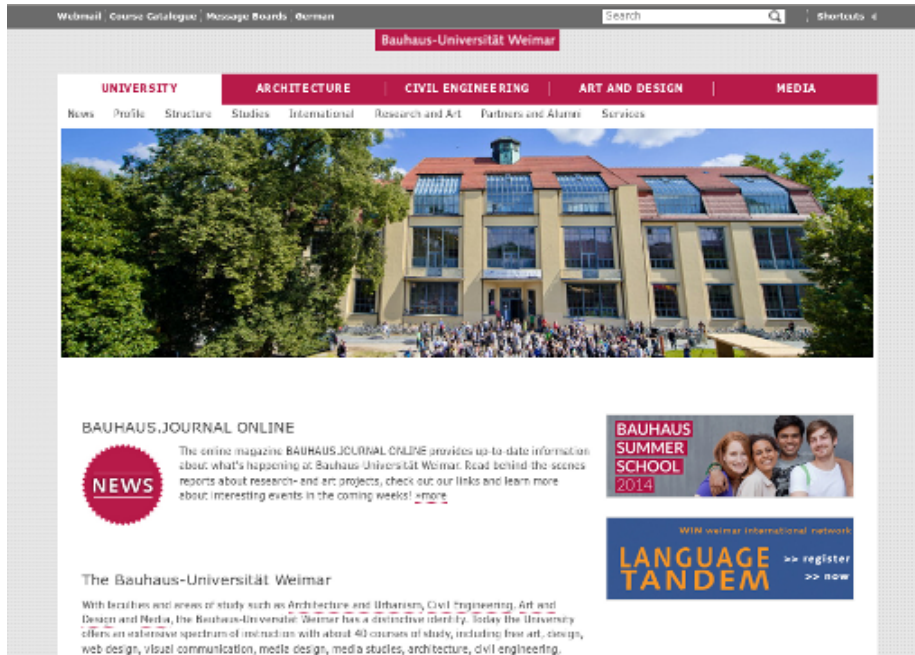 Webmail Course Catalogue Message Boards German Search Shortcuts
Bauhaus-Universität Weimar
UNIVERSITY ARCHITECTURE CIVIL ENGINEERING ART AND DESIGN MEDIA
News Profile Structure Studies International Research and Art Partners and Alumni Services
BAUHAUS.JOURNAL ONLINE
The online magazine BAUHAUS.JOURNAL ONLINE provides up-to-date information
about what's happening at Bauhaus-Universität Weimar. Read behind-the-scenes
reports about research- and art projects, check out our links and learn more
about interesting events in the coming weeks! »more
NEWS
BAUHAUS
SUMMER
SCHOOL
2014
WIN weimar international network
LANGUAGE >> register
TANDEM >> now
The Bauhaus-Universität Weimar
With faculties and areas of study such as Architecture and Urbanism, Civil Engineering, Art and
Design and Media, the Bauhaus-Universität Weimar has a distinctive identity. Today the University
offers an extensive spectrum of instruction with about 40 courses of study, including free art, design,
web design, visual communication, media design, media studies, architecture, civil engineering,